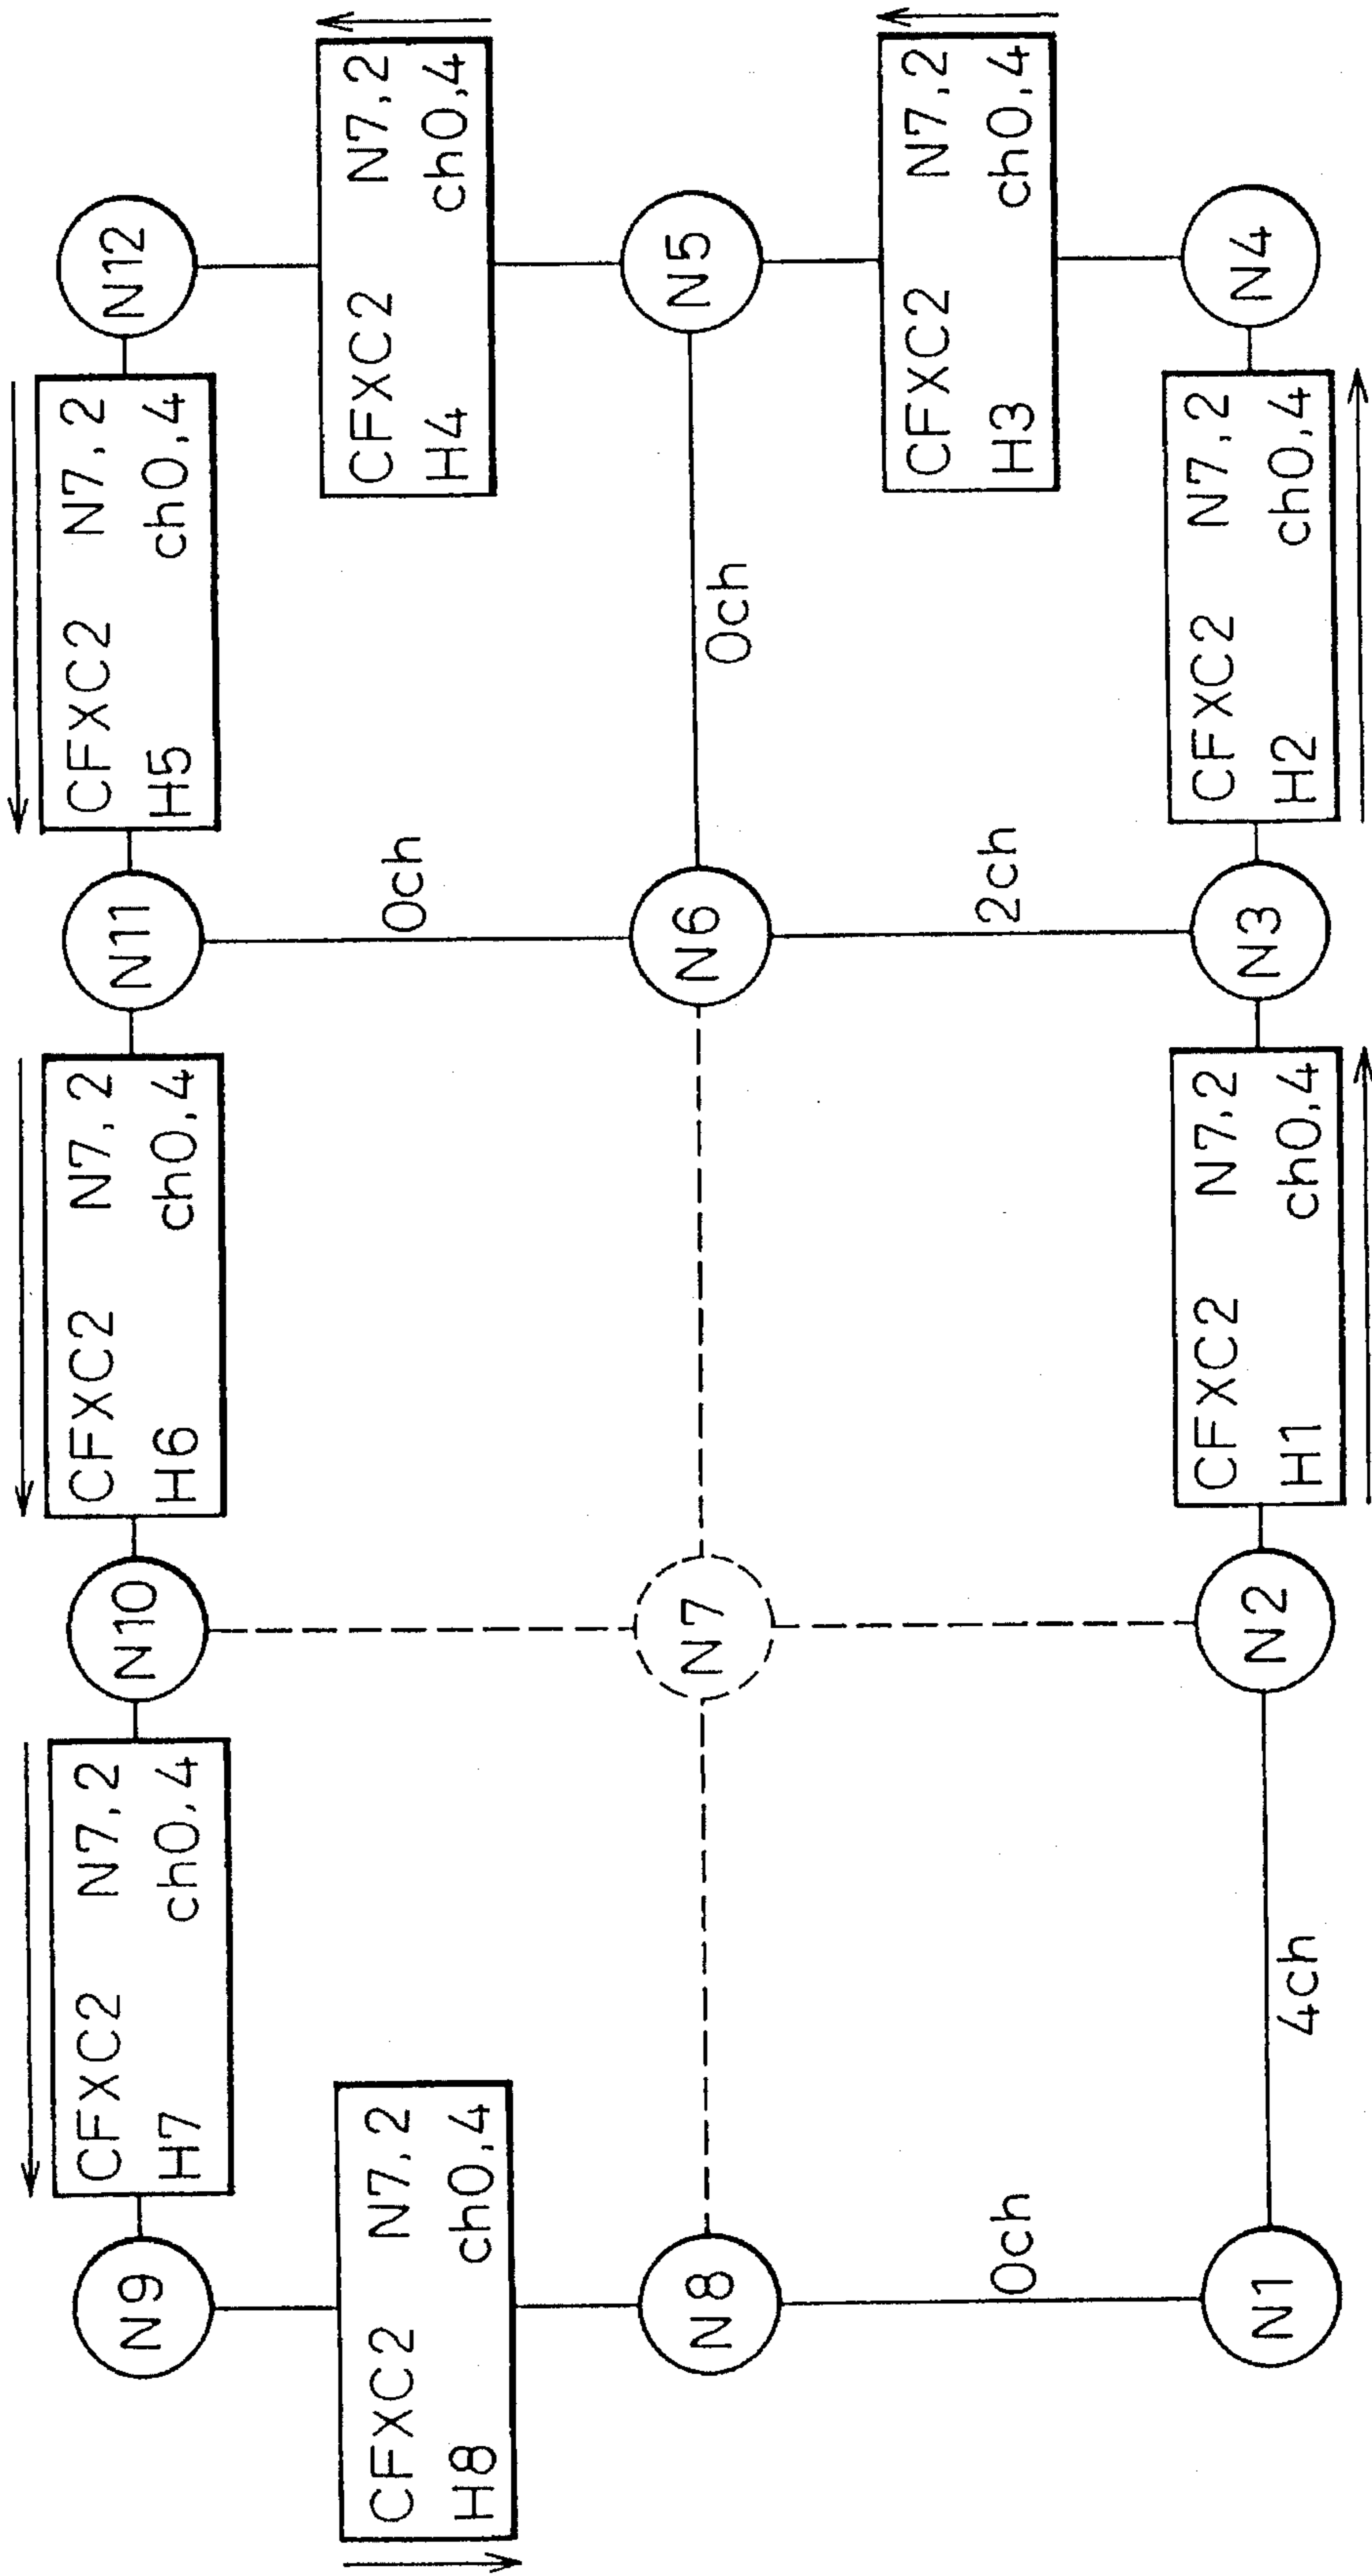 N9
CFXC2 N7,2
H7 ch0,4
N10
CFXC2 N7,2
H6 ch0,4
N11
CFXC2 N7,2
H5 ch0,4
N12
CFXC2 N7,2
H8 ch0,4
0ch
CFXC2 N7,2
H4 ch0,4
N8
N7
N6
0ch
N5
0ch
2ch
CFXC2 N7,2
H3 ch0,4
N1
4ch
N2
CFXC2 N7,2
H1 ch0,4
N3
CFXC2 N7,2
H2 ch0,4
N4